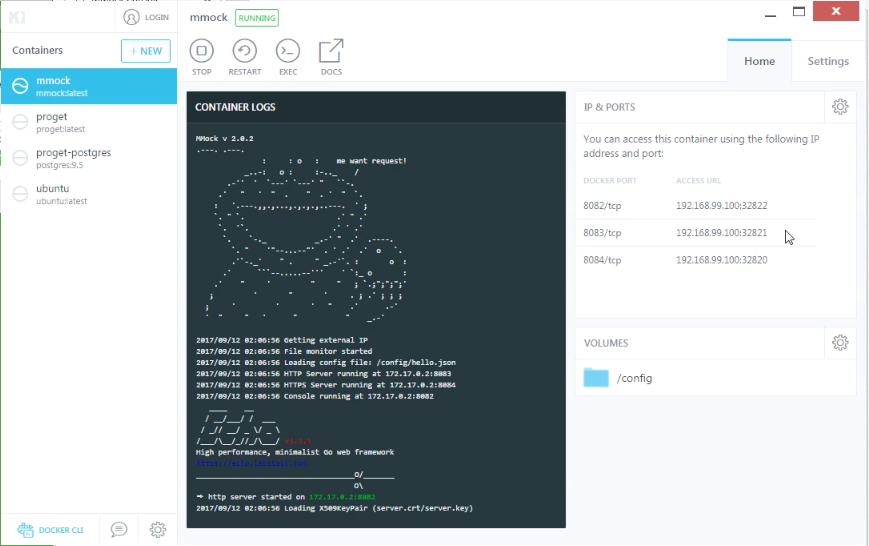 LOGIN
Containers
+ NEW
mmock
mmock:latest
proget
proget:latest
proget-postgres
postgres:9.5
ubuntu
ubuntu:latest
DOCKER CLI
mmock
RUNNING
STOP
RESTART
EXEC
DOCS
Home
Settings
CONTAINER LOGS
MMock v 2.0.2
me want request!
2017/09/12 02:06:56 Getting external IP
2017/09/12 02:06:56 File monitor started
2017/09/12 02:06:56 Loading config file: /config/hello.json
2017/09/12 02:06:56 HTTP Server running at 172.17.0.2:8083
2017/09/12 02:06:56 HTTPS Server running at 172.17.0.2:8084
2017/09/12 02:06:56 Console running at 172.17.0.2:8082
High performance, minimalist Go web framework
⇒ http server started on 172.17.0.2:8082
2017/09/12 02:06:56 Loading X509KeyPair (server.crt/server.key)
IP & PORTS
You can access this container using the following IP
address and port:
DOCKER PORT ACCESS URL
8082/tcp 192.168.99.100:32822
8083/tcp 192.168.99.100:32821
8084/tcp 192.168.99.100:32820
VOLUMES
/config